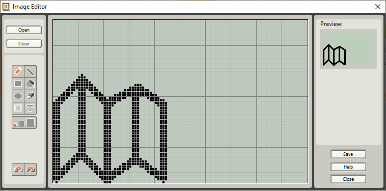 Image Editor
Open
Clear
Preview:
Save
Help
Close